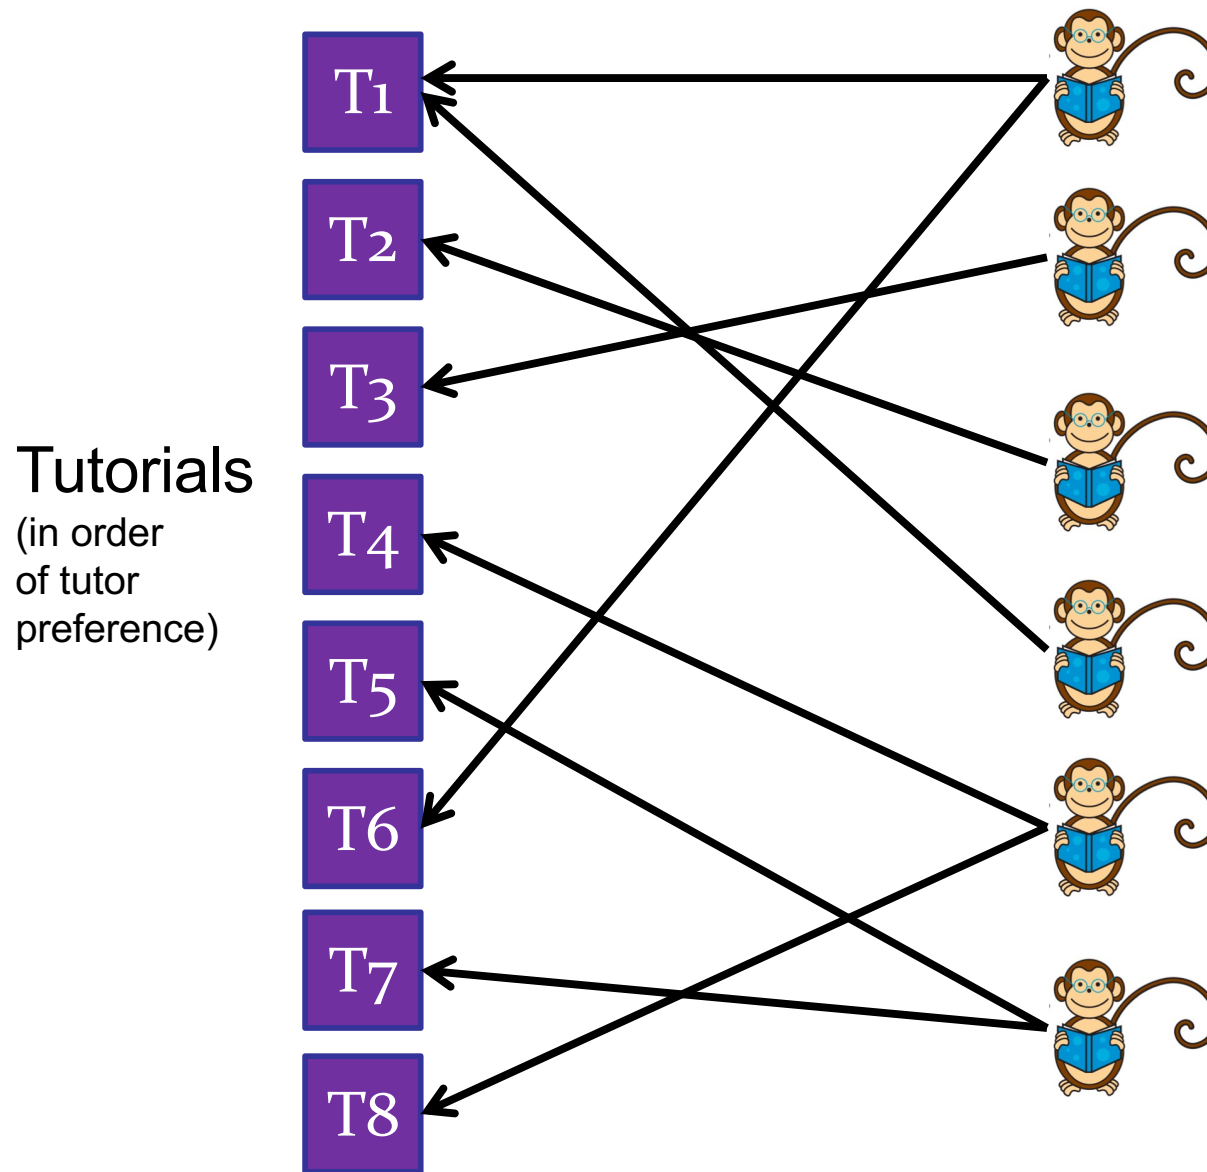 T1
T2
T3
Tutorials
(in order
of tutor
preference)
T4
T5
T6
T7
T8